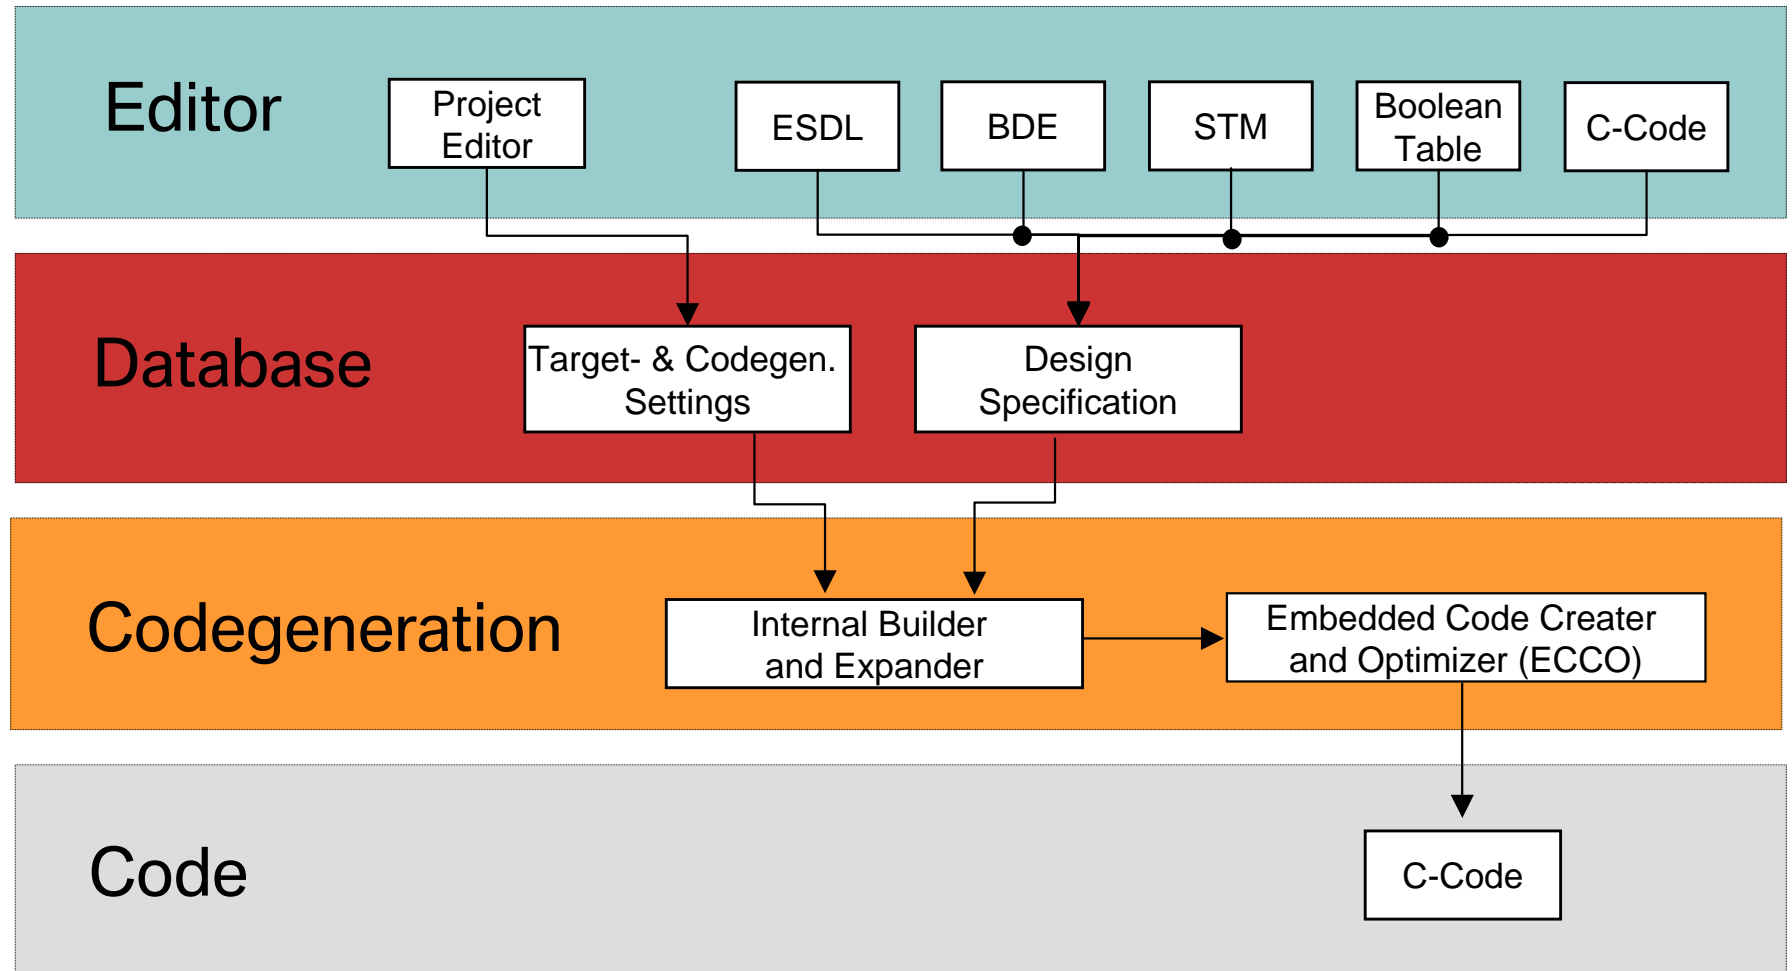 Editor
Project
Editor
ESDL
BDE
STM
Boolean
Table
C-Code
Database
Target- & Codegen.
Settings
Design
Specification
Codegeneration
Internal Builder
and Expander
Embedded Code Creater
and Optimizer (ECCO)
Code
C-Code